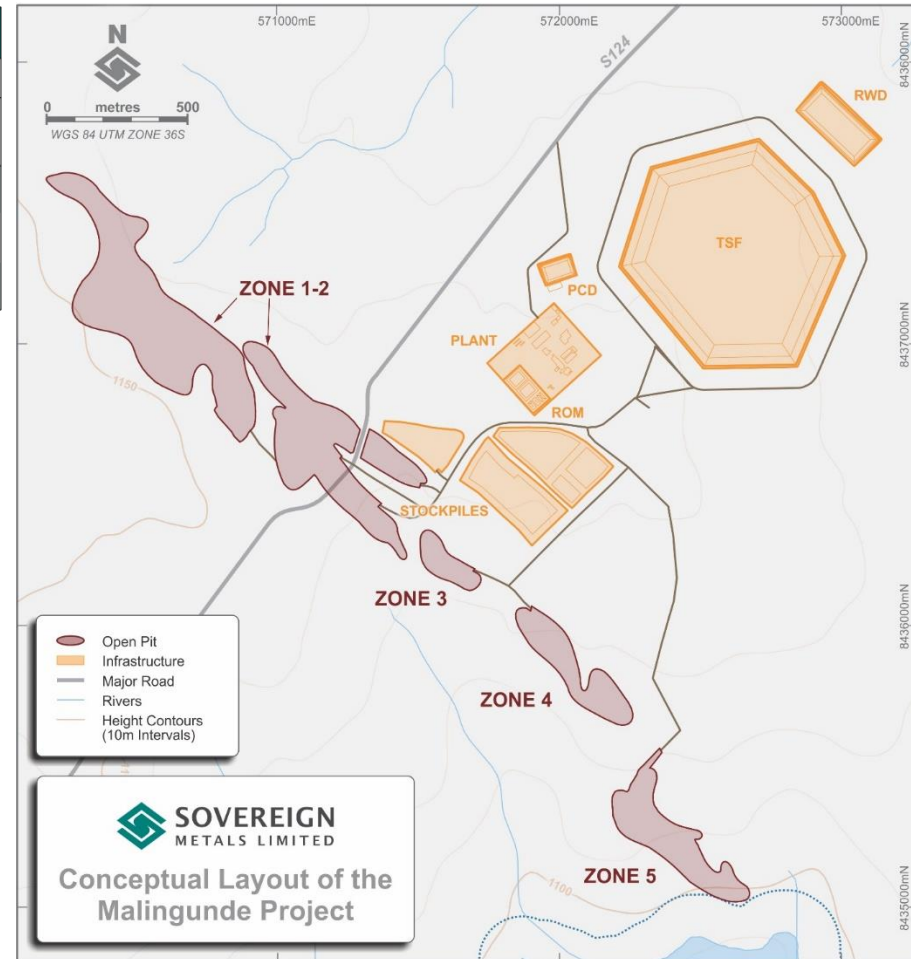 571000mE
572000mE
573000mE
8436000mN
N
0 metres 500
WGS 84 UTM ZONE 36S
S124
RWD
TSF
ZONE 1-2
PCD
PLANT
8437000mN
1150
ROM
STOCKPILES
ZONE 3
8436000mN
ZONE 4
Open Pit
Infrastructure
Major Road
Rivers
Height Contours
(10m Intervals)
SOVEREIGN
METALS LIMITED
Conceptual Layout of the
Malingunde Project
ZONE 5
1100
8435000mN